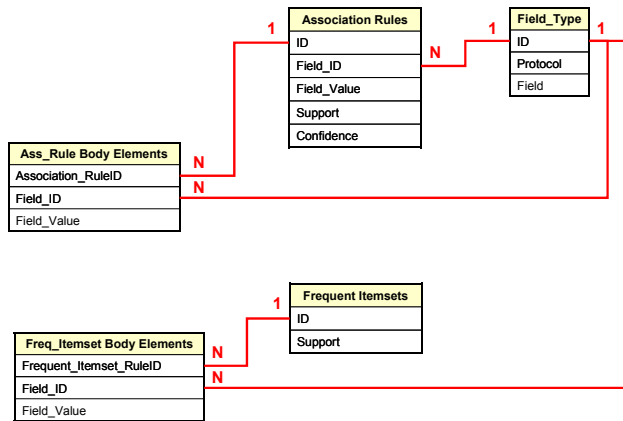 Association Rules
1
ID
Field_ID
N
Field_Value
Support
Confidence
Field_Type
1
ID
1
Protocol
Field
Ass_Rule Body Elements
Association_RuleID
N
Field_ID
N
Field_Value
Frequent Itemsets
1
ID
Support
Freq_Itemset Body Elements
Frequent_Itemset_RuleID
N
Field_ID
N
Field_Value